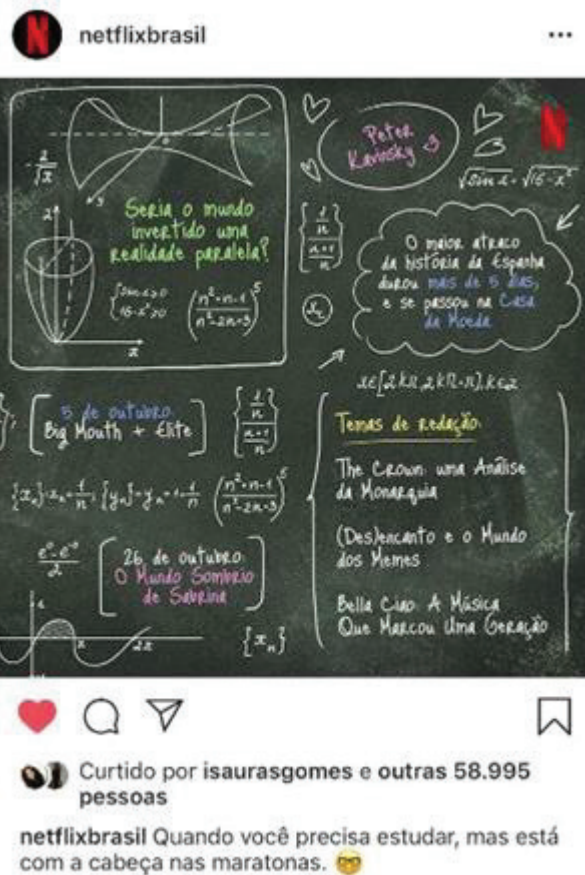 netflixbrasil
N
Peter
Kavinsky <3
Seria o mundo
invertido uma
realidade paralela?
O maior atraco
da história da Espanha
durou mais de 5 dias,
e se passou na Casa
da Moeda
5 de outubro
Big Mouth + Elite
26 de outubro
O Mundo Sombrio
de Sabrina
{xₙ}
Temas de redação
The Crown: uma Análise
da Monarquia
(Des)encanto e o Mundo
dos Memes
Bella Ciao: A Música
Que Marcou Uma Geração
Curtido por isaurasgomes e outras 58.995
pessoas
netflixbrasil Quando você precisa estudar, mas está
com a cabeça nas maratonas. 🤓